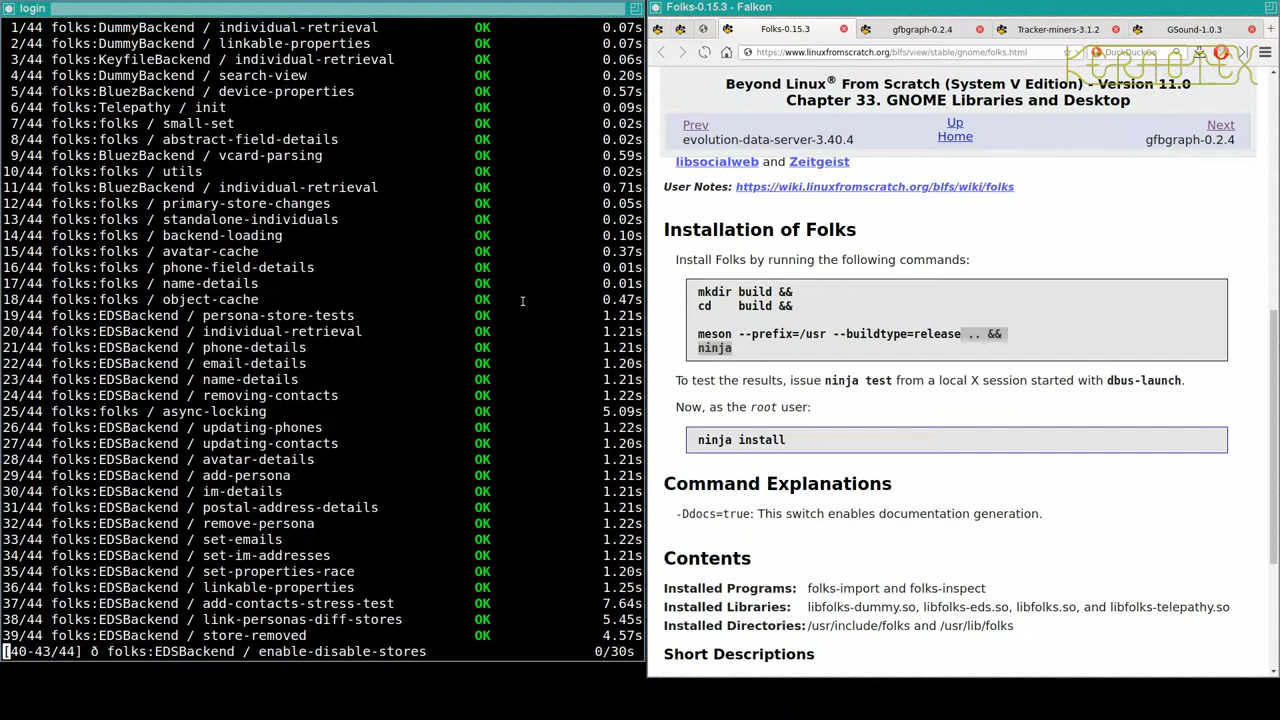 login
1/44 folks:DummyBackend / individual-retrieval OK 0.07s
2/44 folks:DummyBackend / linkable-properties OK 0.07s
3/44 folks:KeyfileBackend / individual-retrieval OK 0.06s
4/44 folks:DummyBackend / search-view OK 0.20s
5/44 folks:BluezBackend / device-properties OK 0.57s
6/44 folks:Telepathy / init OK 0.09s
7/44 folks:folks / small-set OK 0.02s
8/44 folks:folks / abstract-field-details OK 0.02s
9/44 folks:BluezBackend / vcard-parsing OK 0.59s
10/44 folks:folks / utils OK 0.02s
11/44 folks:BluezBackend / individual-retrieval OK 0.71s
12/44 folks:folks / primary-store-changes OK 0.05s
13/44 folks:folks / standalone-individuals OK 0.02s
14/44 folks:folks / backend-loading OK 0.10s
15/44 folks:folks / avatar-cache OK 0.37s
16/44 folks:folks / phone-field-details OK 0.01s
17/44 folks:folks / name-details OK 0.01s
18/44 folks:folks / object-cache OK 0.47s
19/44 folks:EDSBackend / persona-store-tests OK 1.21s
20/44 folks:EDSBackend / individual-retrieval OK 1.21s
21/44 folks:EDSBackend / phone-details OK 1.21s
22/44 folks:EDSBackend / email-details OK 1.20s
23/44 folks:EDSBackend / name-details OK 1.21s
24/44 folks:EDSBackend / removing-contacts OK 1.22s
25/44 folks:folks / async-locking OK 5.09s
26/44 folks:EDSBackend / updating-phones OK 1.22s
27/44 folks:EDSBackend / updating-contacts OK 1.20s
28/44 folks:EDSBackend / avatar-details OK 1.21s
29/44 folks:EDSBackend / add-persona OK 1.21s
30/44 folks:EDSBackend / im-details OK 1.21s
31/44 folks:EDSBackend / postal-address-details OK 1.21s
32/44 folks:EDSBackend / remove-persona OK 1.22s
33/44 folks:EDSBackend / set-emails OK 1.22s
34/44 folks:EDSBackend / set-im-addresses OK 1.21s
35/44 folks:EDSBackend / set-properties-race OK 1.20s
36/44 folks:EDSBackend / linkable-properties OK 1.25s
37/44 folks:EDSBackend / add-contacts-stress-test OK 7.64s
38/44 folks:EDSBackend / link-personas-diff-stores OK 5.45s
39/44 folks:EDSBackend / store-removed OK 4.57s
[40-43/44] ð folks:EDSBackend / enable-disable-stores 0/30s
Folks-0.15.3 - Falkon
Folks-0.15.3 gfbgraph-0.2.4 Tracker-miners-3.1.2 GSound-1.0.3
https://www.linuxfromscratch.org/blfs/view/stable/gnome/folks.html DuckDuckGo
KERNOTEX
Beyond Linux® From Scratch (System V Edition) - Version 11.0
Chapter 33. GNOME Libraries and Desktop
Prev Up Next
evolution-data-server-3.40.4 Home gfbgraph-0.2.4
libsocialweb and Zeitgeist
User Notes: https://wiki.linuxfromscratch.org/blfs/wiki/folks
Installation of Folks
Install Folks by running the following commands:
mkdir build &&
cd build &&
meson --prefix=/usr --buildtype=release .. &&
ninja
To test the results, issue ninja test from a local X session started with dbus-launch.
Now, as the root user:
ninja install
Command Explanations
-Ddocs=true: This switch enables documentation generation.
Contents
Installed Programs: folks-import and folks-inspect
Installed Libraries: libfolks-dummy.so, libfolks-eds.so, libfolks.so, and libfolks-telepathy.so
Installed Directories: /usr/include/folks and /usr/lib/folks
Short Descriptions